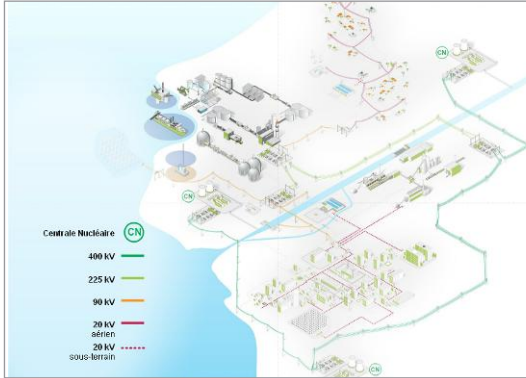 CN
CN
Centrale Nucléaire CN
400 kV
225 kV
90 kV
20 kV
aérien
20 kV
sous-terrain
CN